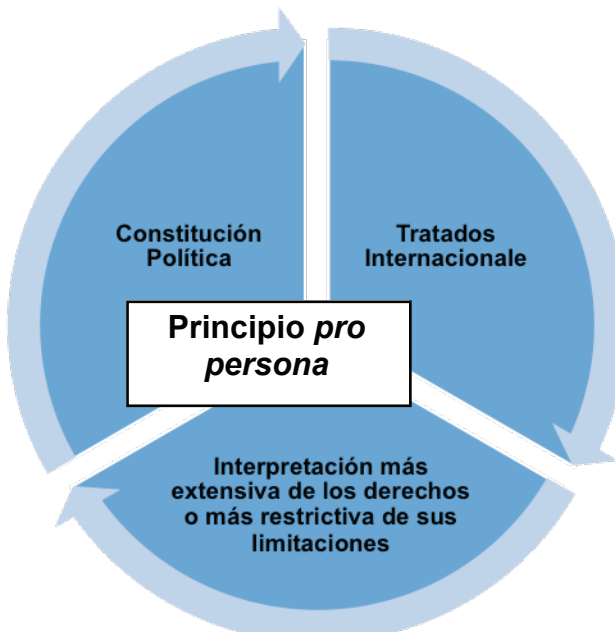 Constitución
Política
Tratados
Internacionale
Principio pro
persona
Interpretación más
extensiva de los derechos
o más restrictiva de sus
limitaciones